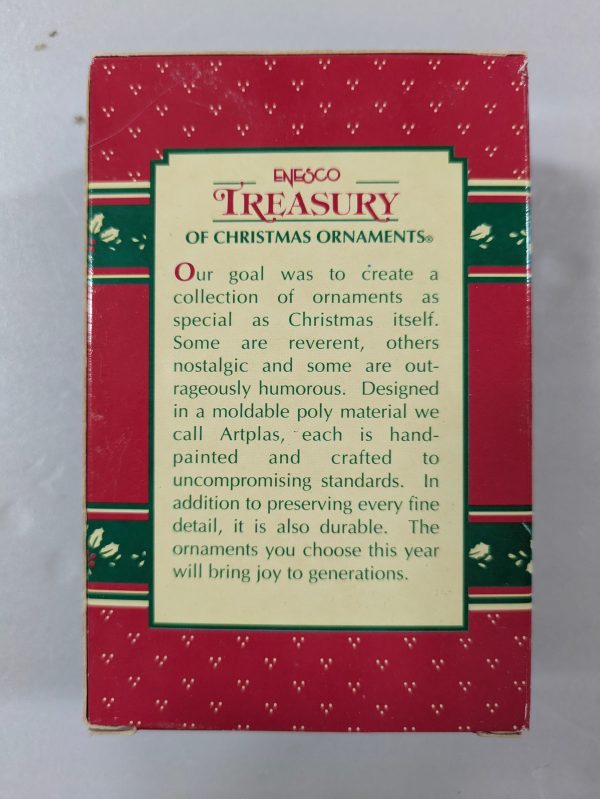 ENESCO
TREASURY
OF CHRISTMAS ORNAMENTS®
Our goal was to create a
collection of ornaments as
special as Christmas itself.
Some are reverent, others
nostalgic and some are out-
rageously humorous. Designed
in a moldable poly material we
call Artplas, each is hand-
painted and crafted to
uncompromising standards. In
addition to preserving every fine
detail, it is also durable. The
ornaments you choose this year
will bring joy to generations.